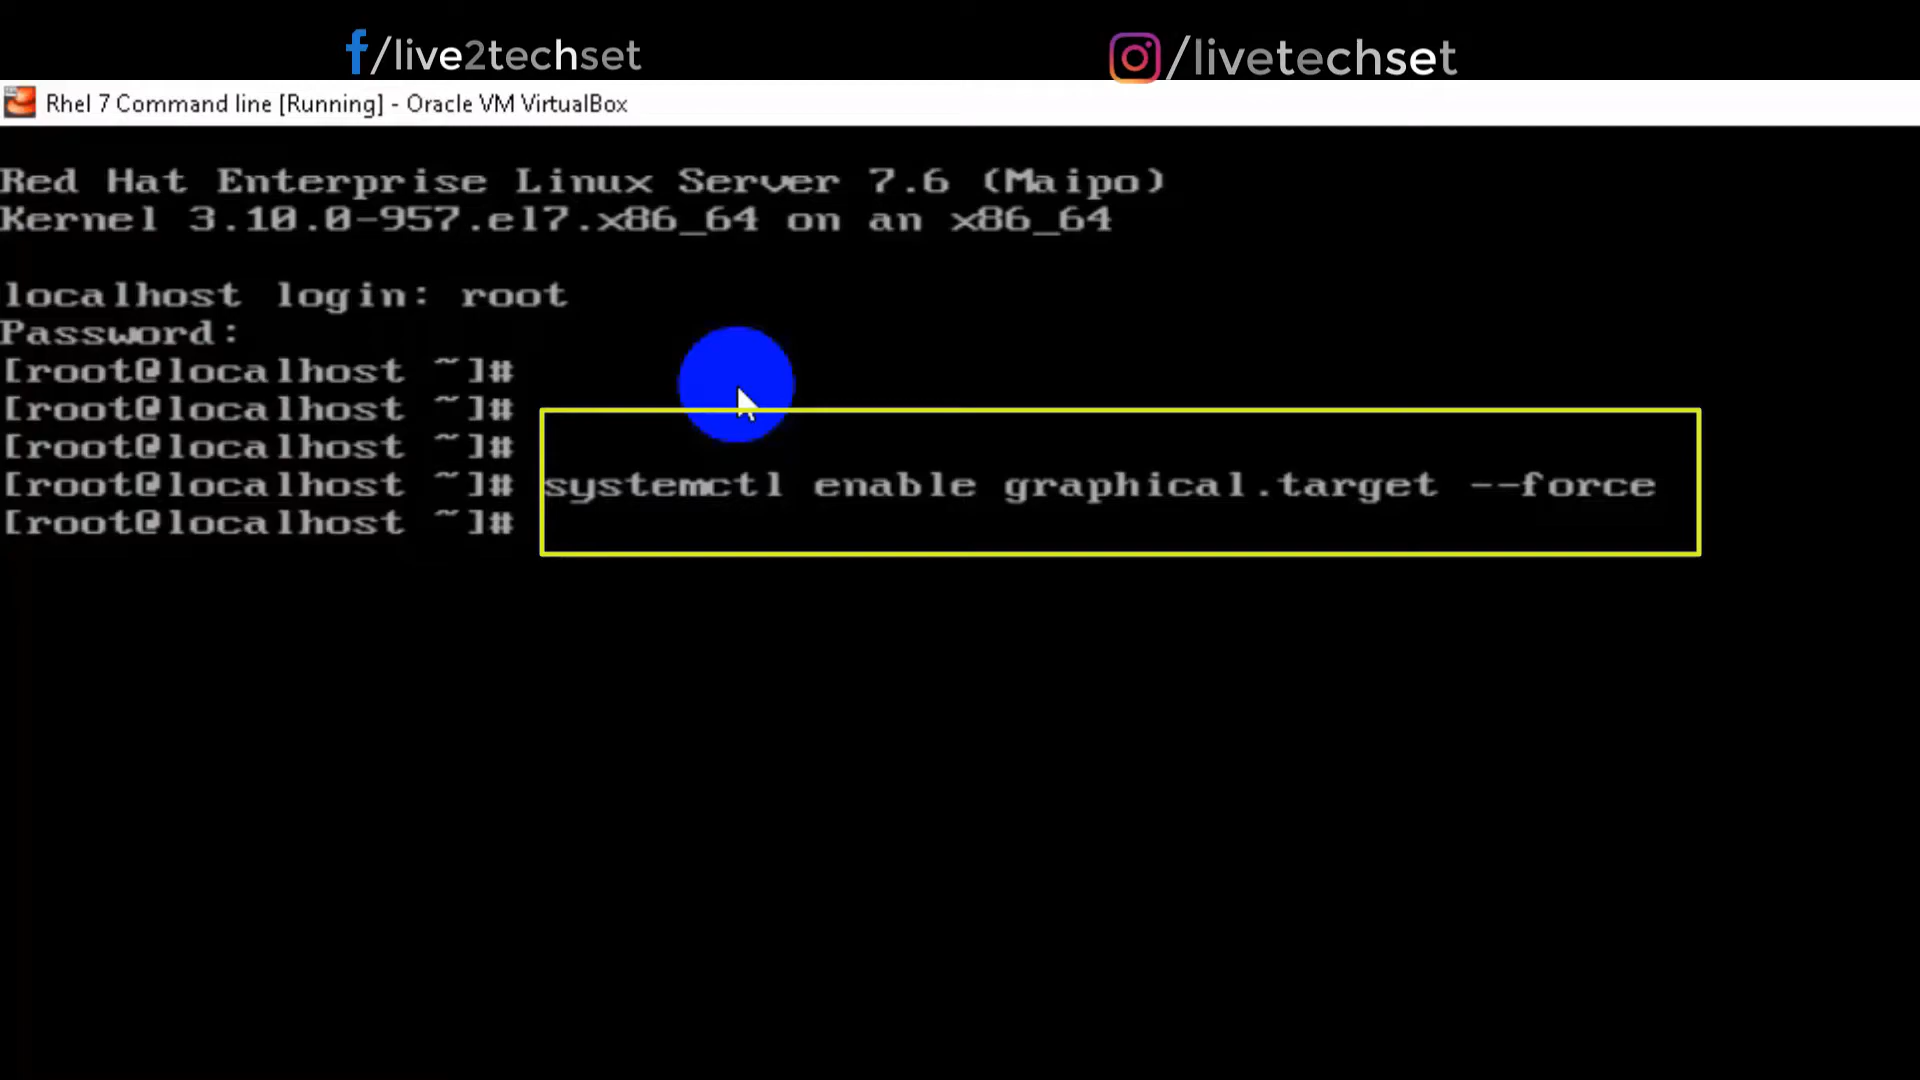 /live2techset
/livetechset
Rhel 7 Command line [Running] - Oracle VM VirtualBox
Red Hat Enterprise Linux Server 7.6 (Maipo)
Kernel 3.10.0-957.el7.x86_64 on an x86_64
localhost login: root
Password:
[root@localhost ~]#
[root@localhost ~]#
[root@localhost ~]#
[root@localhost ~]# systemctl enable graphical.target --force
[root@localhost ~]#